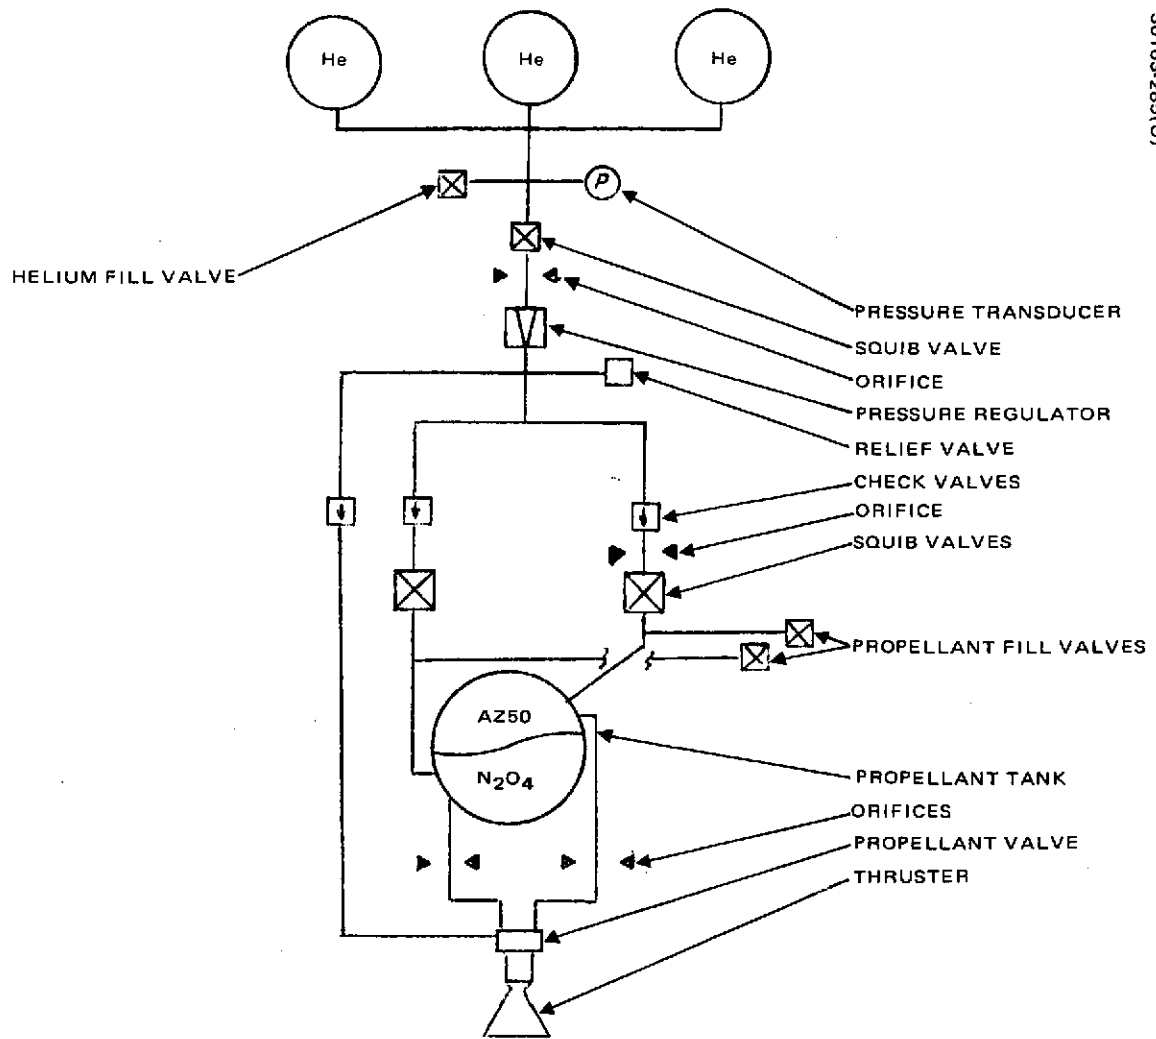 He
He
He
P
HELIUM FILL VALVE
PRESSURE TRANSDUCER
SQUIB VALVE
ORIFICE
PRESSURE REGULATOR
RELIEF VALVE
CHECK VALVES
ORIFICE
SQUIB VALVES
PROPELLANT FILL VALVES
AZ50
N₂O₄
PROPELLANT TANK
ORIFICES
PROPELLANT VALVE
THRUSTER